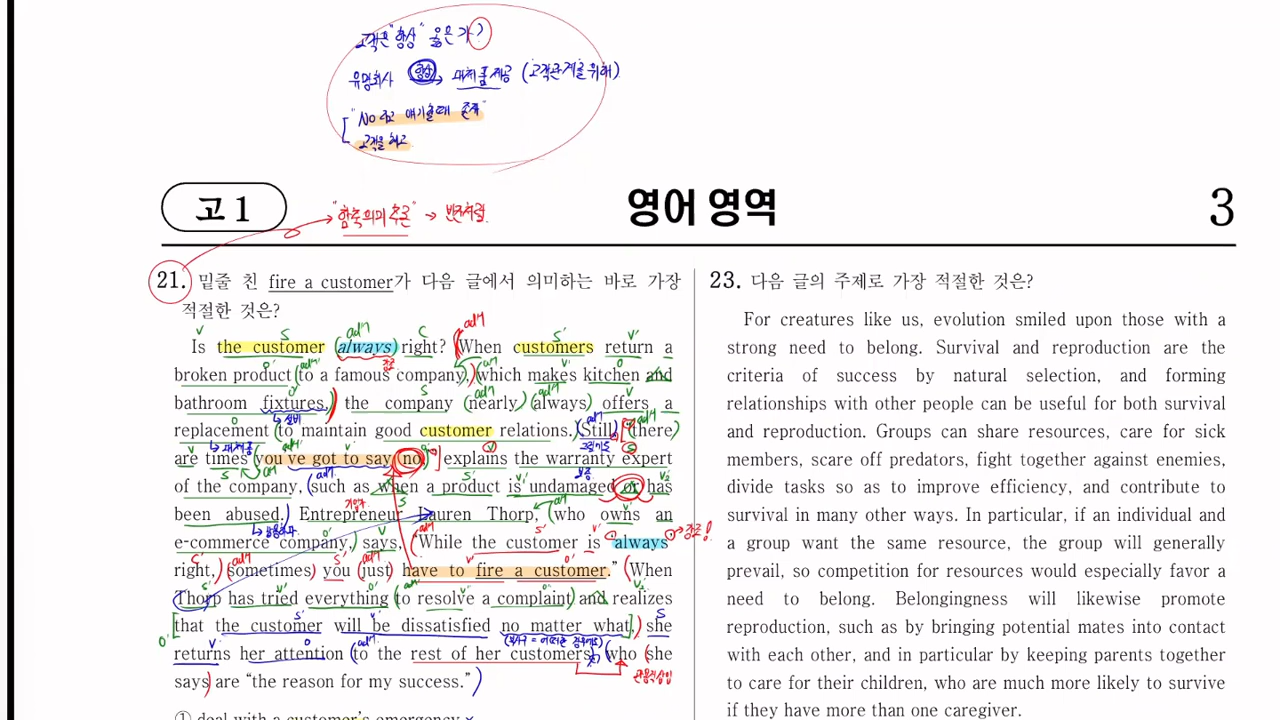 고객은 "항상" 옳은가?
유명회사 항상 → 대체품제공 (고객관계를 위해)
"No 라고 얘기할때 존재"
고객을 해고
고1
"함축의미 추론" →
영어 영역
3
21. 밑줄 친 fire a customer가 다음 글에서 의미하는 바로 가장
적절한 것은?
Is the customer always right? When customers return a
broken product to a famous company, which makes kitchen and
bathroom fixtures, the company nearly always offers a
replacement to maintain good customer relations. Still, "there
are times you've got to say no," explains the warranty expert
of the company, such as when a product is undamaged or has
been abused. Entrepreneur Lauren Thorp, who owns an
e-commerce company, says, "While the customer is always
right, sometimes you just have to fire a customer." When
Thorp has tried everything to resolve a complaint and realizes
that the customer will be dissatisfied no matter what, she
returns her attention to the rest of her customers, who she
says are "the reason for my success."
① deal with a customer's emergency
23. 다음 글의 주제로 가장 적절한 것은?
For creatures like us, evolution smiled upon those with a
strong need to belong. Survival and reproduction are the
criteria of success by natural selection, and forming
relationships with other people can be useful for both survival
and reproduction. Groups can share resources, care for sick
members, scare off predators, fight together against enemies,
divide tasks so as to improve efficiency, and contribute to
survival in many other ways. In particular, if an individual and
a group want the same resource, the group will generally
prevail, so competition for resources would especially favor a
need to belong. Belongingness will likewise promote
reproduction, such as by bringing potential mates into contact
with each other, and in particular by keeping parents together
to care for their children, who are much more likely to survive
if they have more than one caregiver.